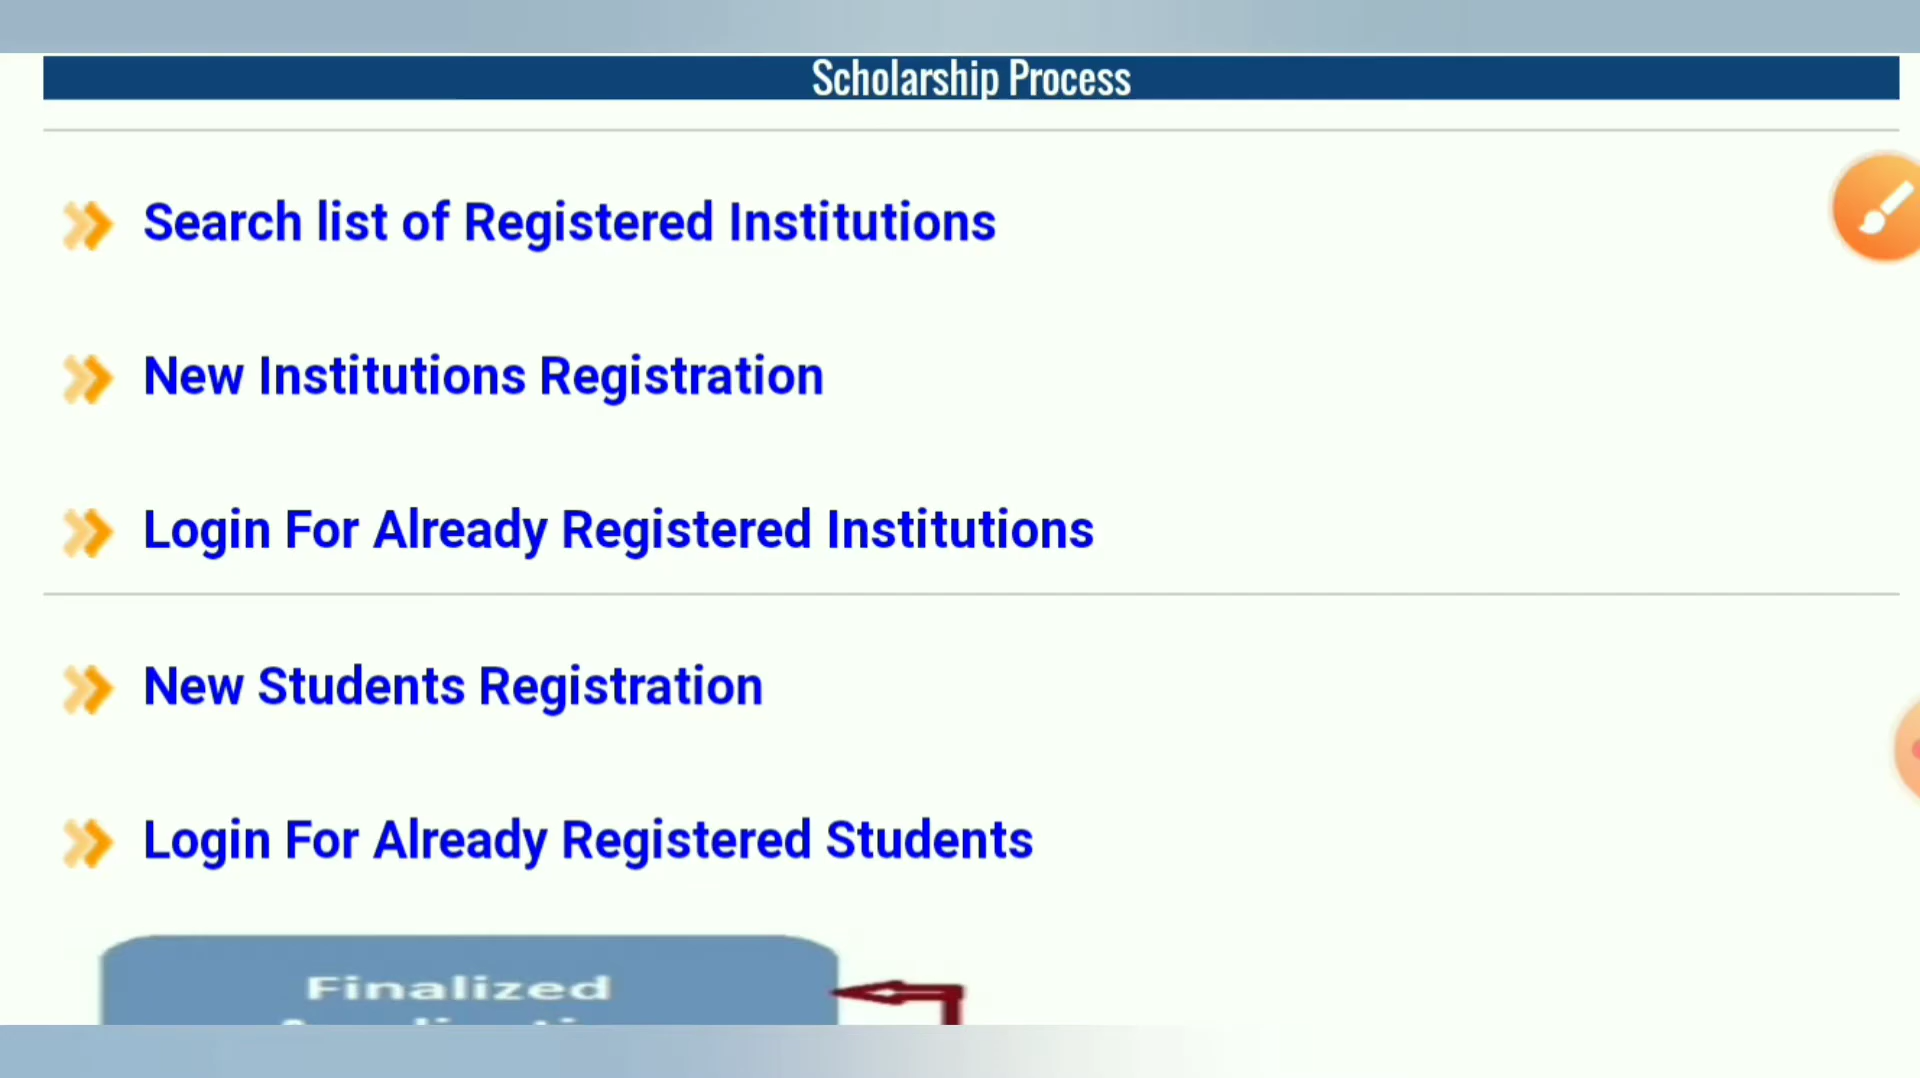 Scholarship Process
Search list of Registered Institutions
New Institutions Registration
Login For Already Registered Institutions
New Students Registration
Login For Already Registered Students
Finalized